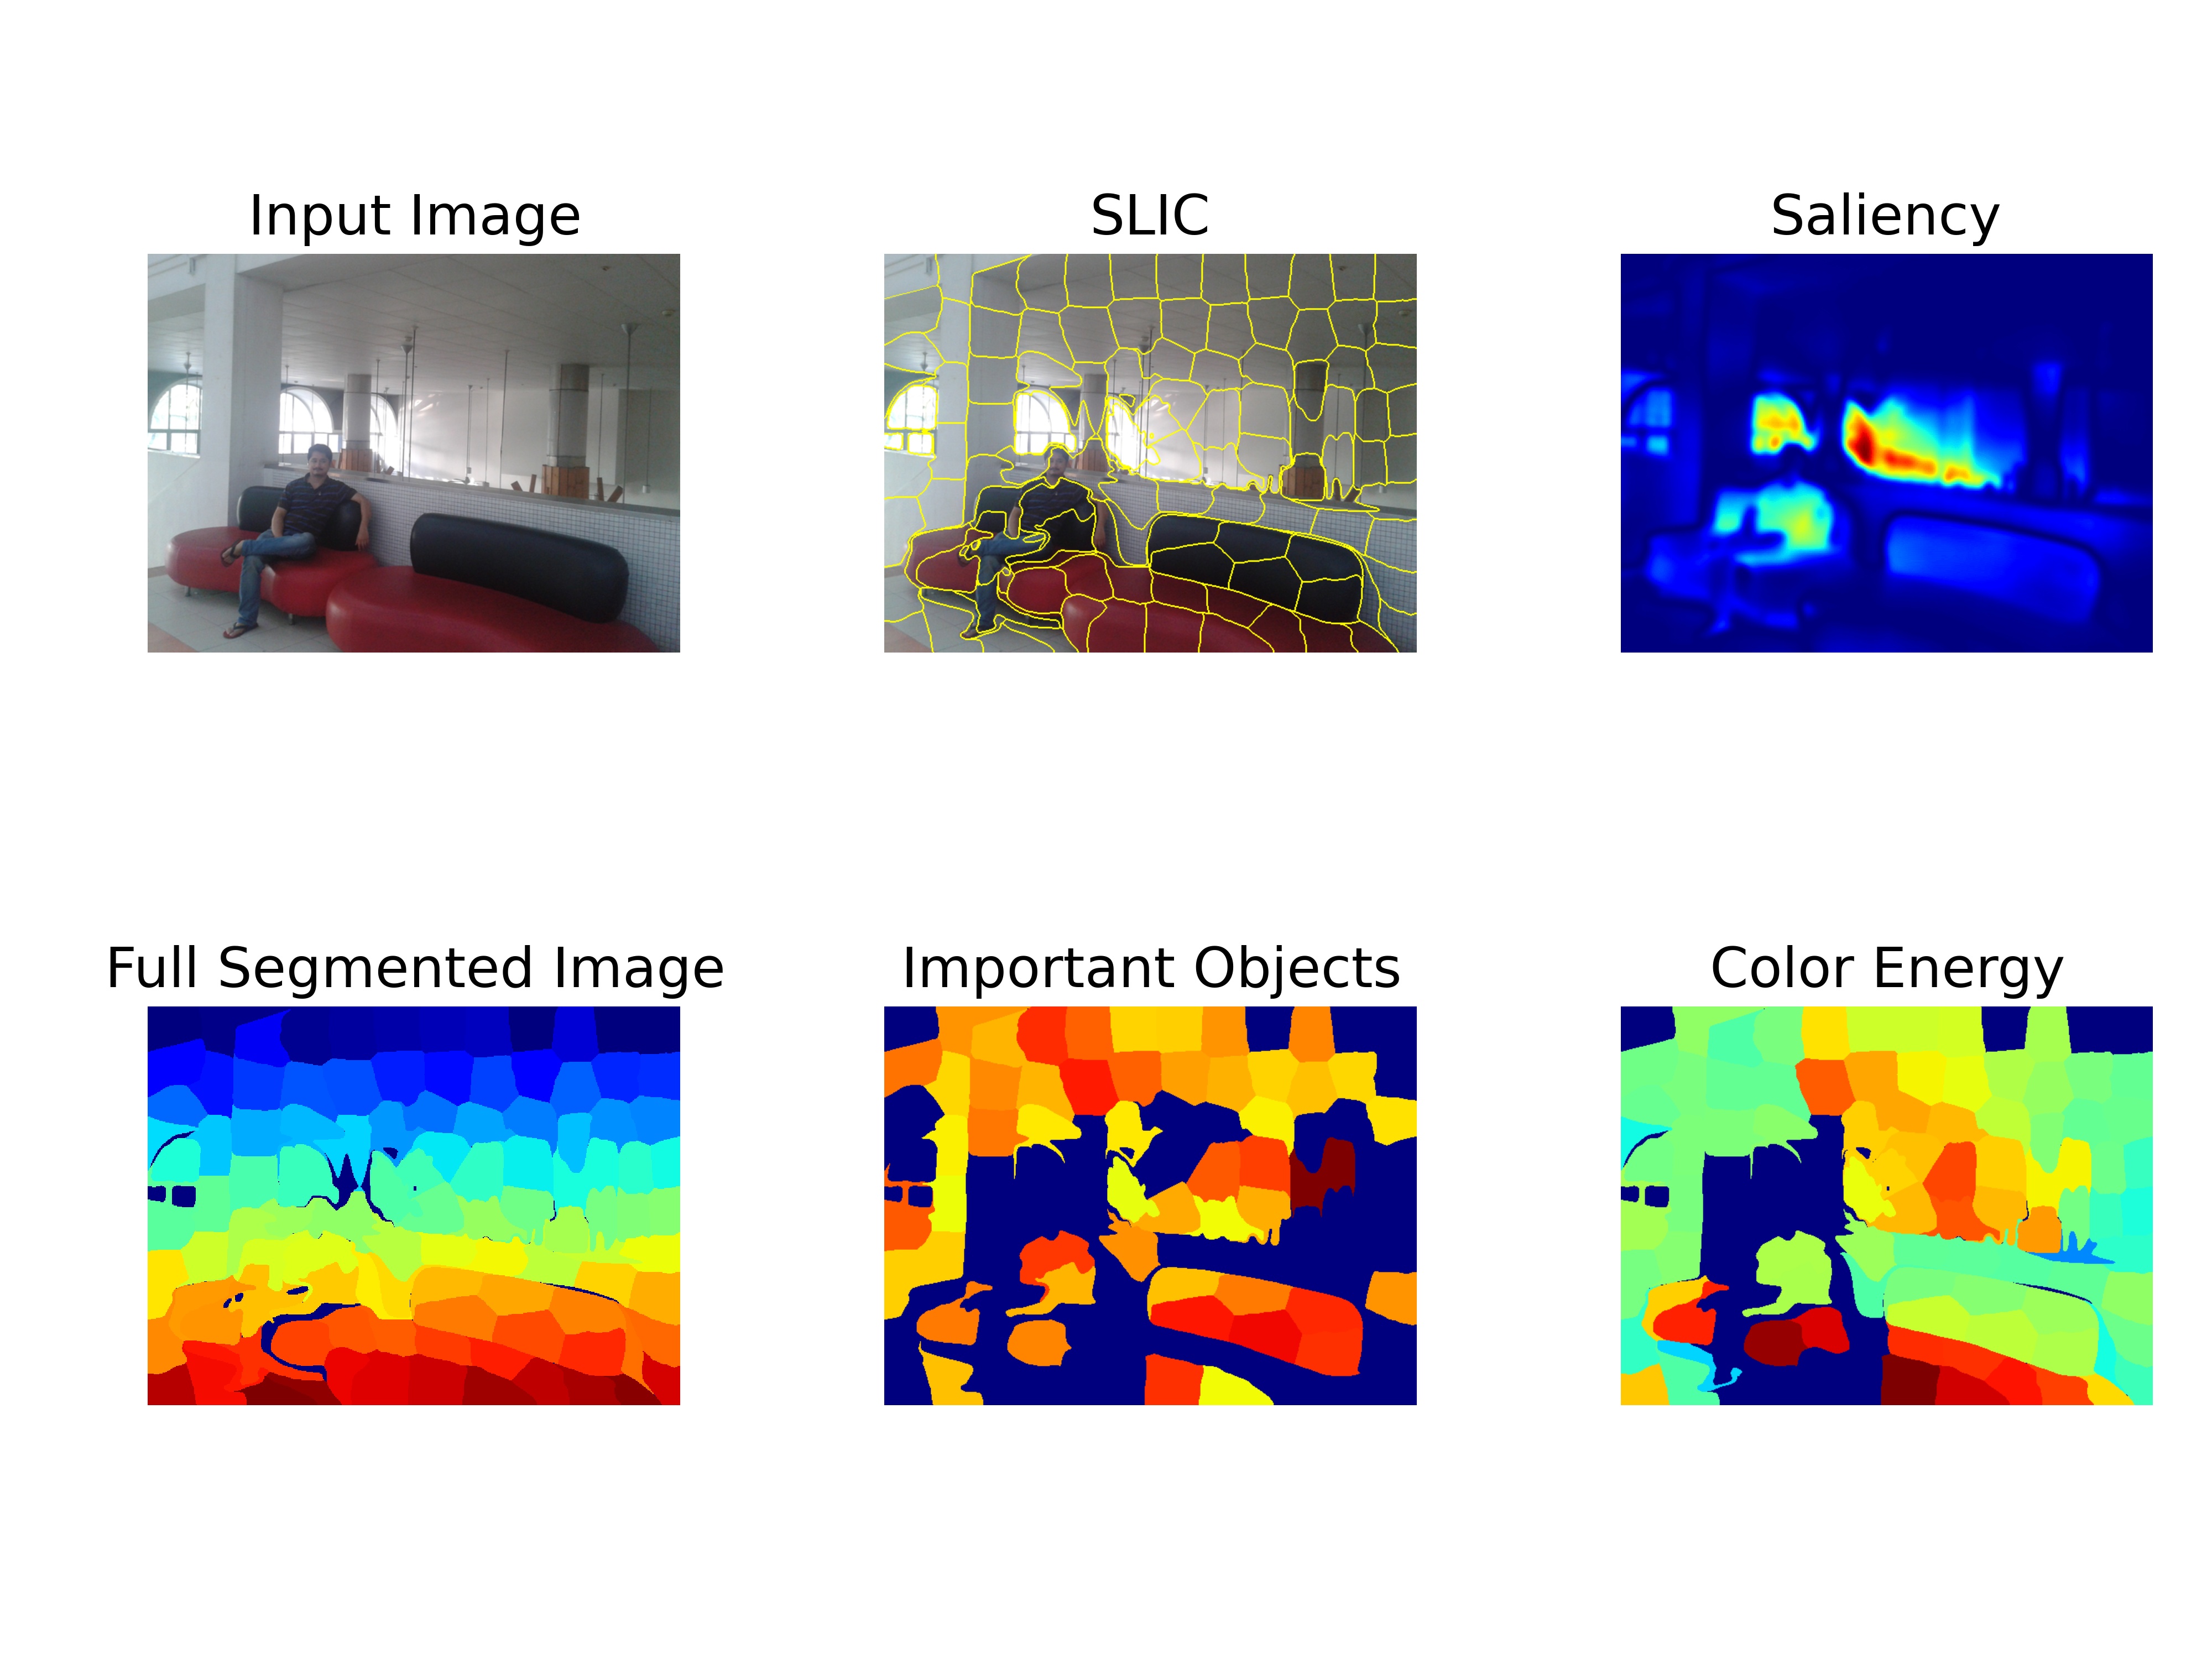 Input Image
SLIC
Saliency
Full Segmented Image
Important Objects
Color Energy